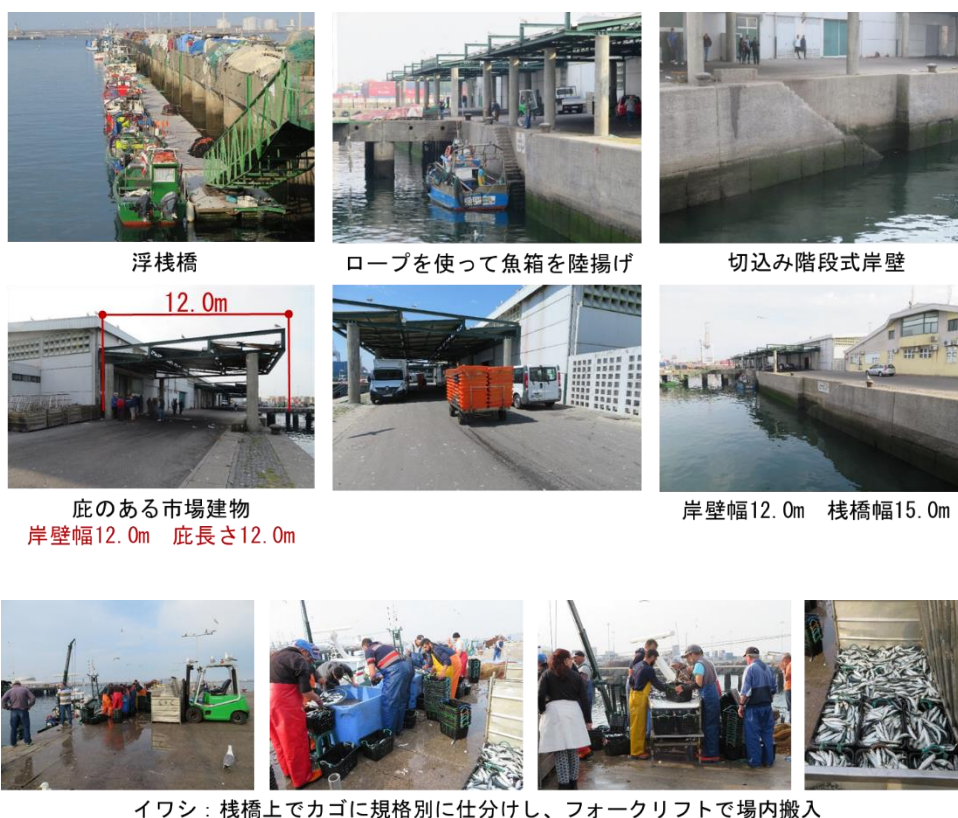 浮桟橋
ロープを使って魚箱を陸揚げ
切込み階段式岸壁
12.0m
庇のある市場建物
岸壁幅12.0m 庇長さ12.0m
岸壁幅12.0m 桟橋幅15.0m
イワシ：桟橋上でカゴに規格別に仕分けし、フォークリフトで場内搬入